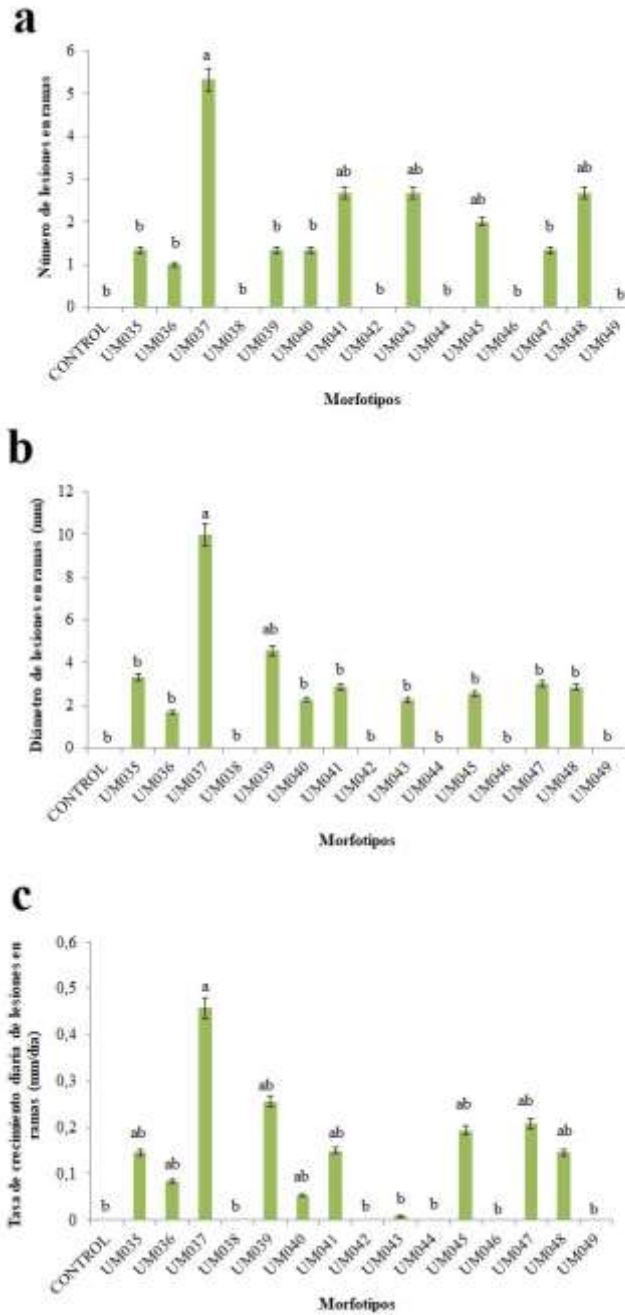 a
Número de lesiones en ramas
6
5
4
3
2
1
0
b
b
b
a
b
b
b
ab
b
ab
b
ab
b
b
ab
b
CONTROL
UM035
UM036
UM037
UM038
UM039
UM040
UM041
UM042
UM043
UM044
UM045
UM046
UM047
UM048
UM049
Morfotipos
b
Diámetro de lesiones en ramas (mm)
12
10
8
6
4
2
0
b
b
b
a
b
ab
b
b
b
b
b
b
b
b
b
b
CONTROL
UM035
UM036
UM037
UM038
UM039
UM040
UM041
UM042
UM043
UM044
UM045
UM046
UM047
UM048
UM049
Morfotipos
c
Tasa de crecimiento diaria de lesiones en
ramas (mm/día)
0,6
0,5
0,4
0,3
0,2
0,1
0
b
ab
ab
a
b
ab
ab
ab
b
b
b
ab
b
ab
ab
b
CONTROL
UM035
UM036
UM037
UM038
UM039
UM040
UM041
UM042
UM043
UM044
UM045
UM046
UM047
UM048
UM049
Morfotipos